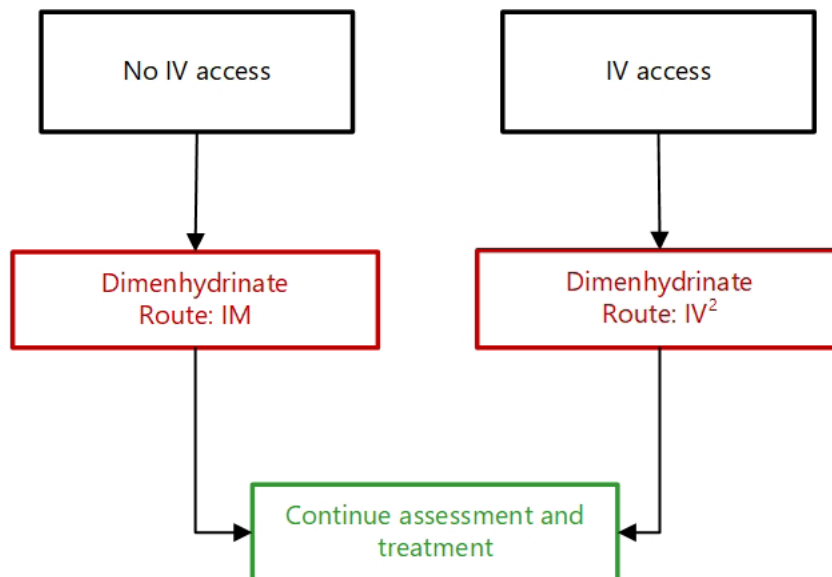 No IV access
IV access
Dimenhydrinate
Route: IM
Dimenhydrinate
Route: IV²
Continue assessment and
treatment